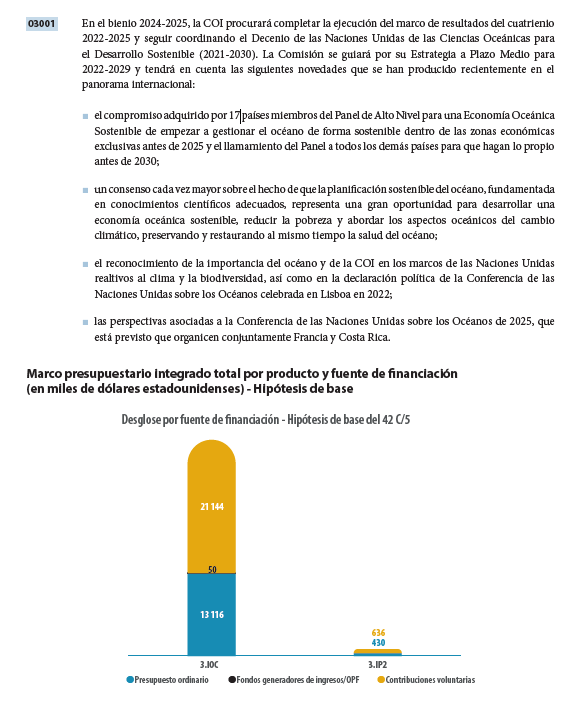 03001
En el bienio 2024-2025, la COI procurará completar la ejecución del marco de resultados del cuatrienio
2022-2025 y seguir coordinando el Decenio de las Naciones Unidas de las Ciencias Oceánicas para
el Desarrollo Sostenible (2021-2030). La Comisión se guiará por su Estrategia a Plazo Medio para
2022-2029 y tendrá en cuenta las siguientes novedades que se han producido recientemente en el
panorama internacional:
el compromiso adquirido por 17 países miembros del Panel de Alto Nivel para una Economía Oceánica
Sostenible de empezar a gestionar el océano de forma sostenible dentro de las zonas económicas
exclusivas antes de 2025 y el llamamiento del Panel a todos los demás países para que hagan lo propio
antes de 2030;
un consenso cada vez mayor sobre el hecho de que la planificación sostenible del océano, fundamentada
en conocimientos científicos adecuados, representa una gran oportunidad para desarrollar una
economía oceánica sostenible, reducir la pobreza y abordar los aspectos oceánicos del cambio
climático, preservando y restaurando al mismo tiempo la salud del océano;
el reconocimiento de la importancia del océano y de la COI en los marcos de las Naciones Unidas
realtivos al clima y la biodiversidad, así como en la declaración política de la Conferencia de las
Naciones Unidas sobre los Océanos celebrada en Lisboa en 2022;
las perspectivas asociadas a la Conferencia de las Naciones Unidas sobre los Océanos de 2025, que
está previsto que organicen conjuntamente Francia y Costa Rica.
Marco presupuestario integrado total por producto y fuente de financiación
(en miles de dólares estadounidenses) - Hipótesis de base
Desglose por fuente de financiación - Hipótesis de base del 42 C/5
21 144
50
13 116
636
430
3.IOC
3.IP2
Presupuesto ordinario
Fondos generadores de ingresos/OPF
Contribuciones voluntarias